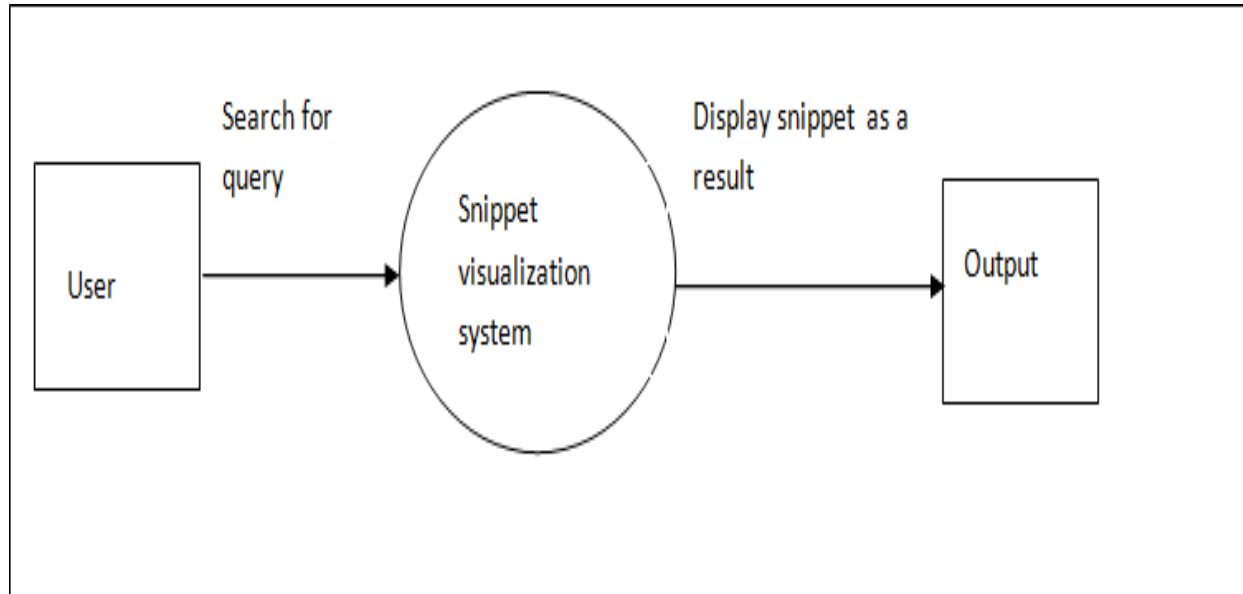 User
Search for
query
Snippet
visualization
system
Display snippet as a
result
Output